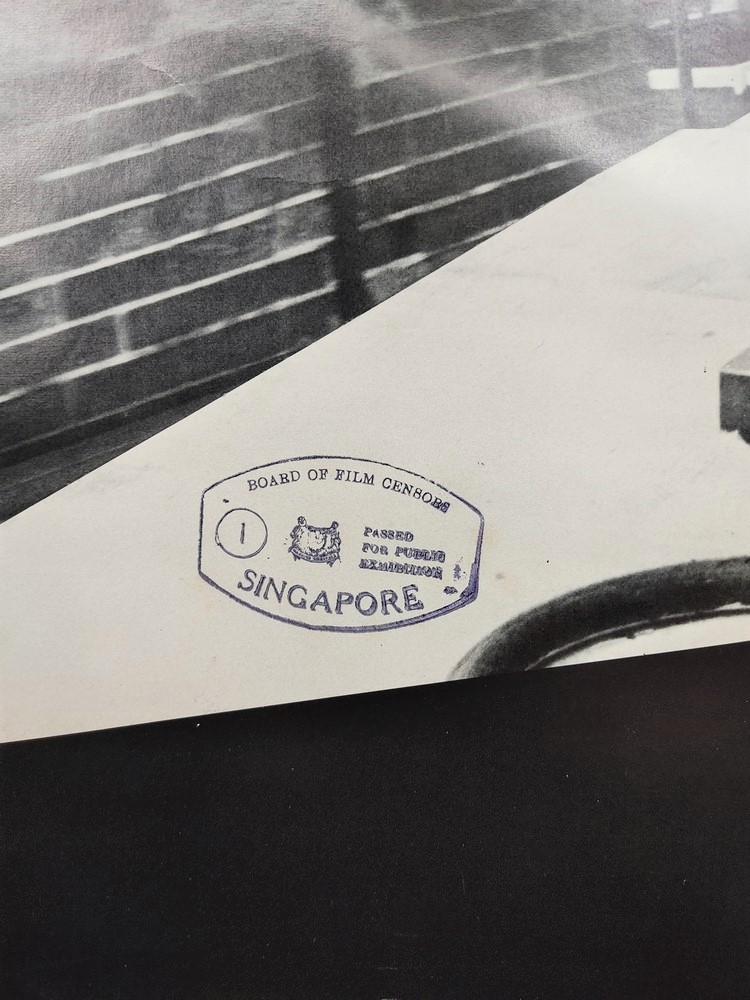 BOARD OF FILM CENSORS
1
PASSED
FOR PUBLIC
EXHIBITION
SINGAPORE